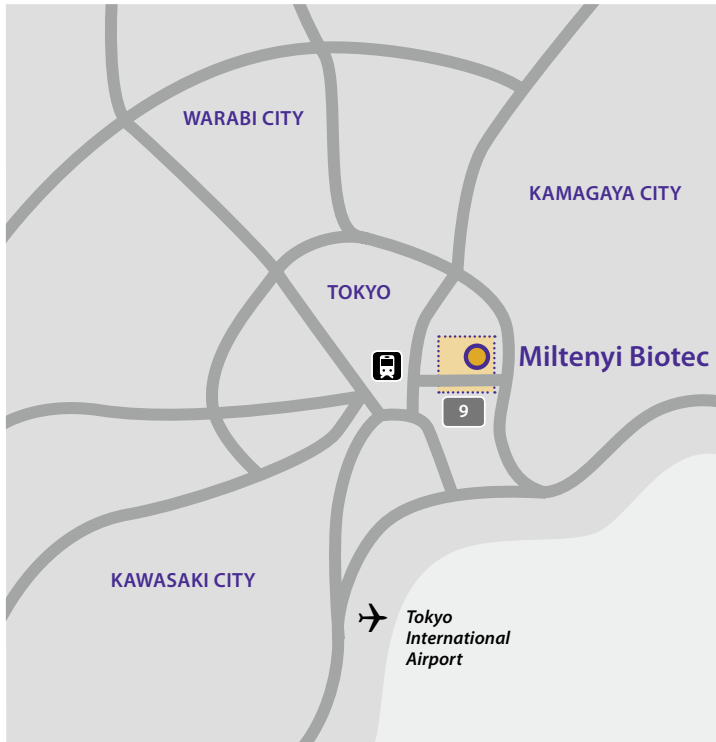 WARABI CITY
KAMAGAYA CITY
TOKYO
Miltenyi Biotec
9
KAWASAKI CITY
Tokyo
International
Airport